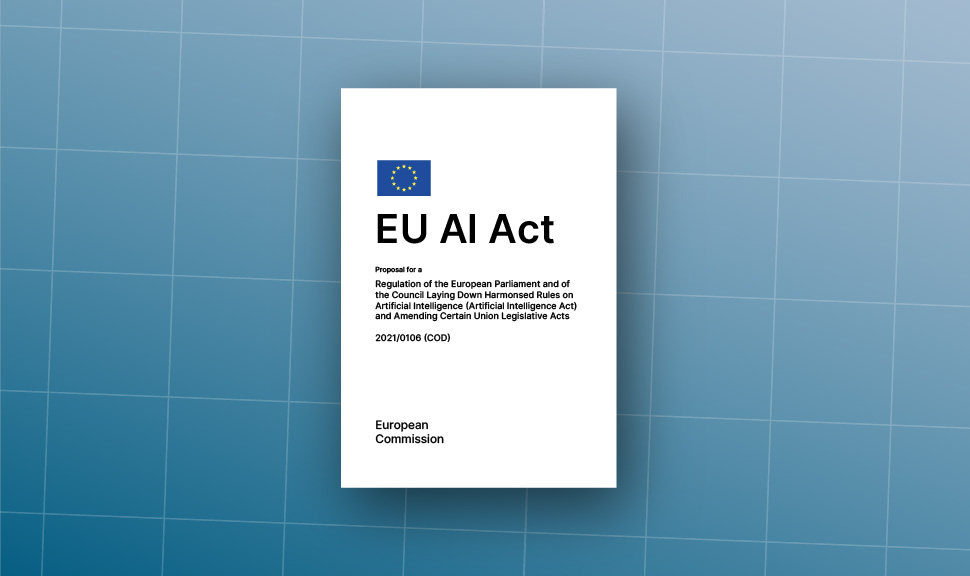 EU AI Act
Proposal for a
Regulation of the European Parliament and of
the Council Laying Down Harmonsed Rules on
Artificial Intelligence (Artificial Intelligence Act)
and Amending Certain Union Legislative Acts
2021/0106 (COD)
European
Commission